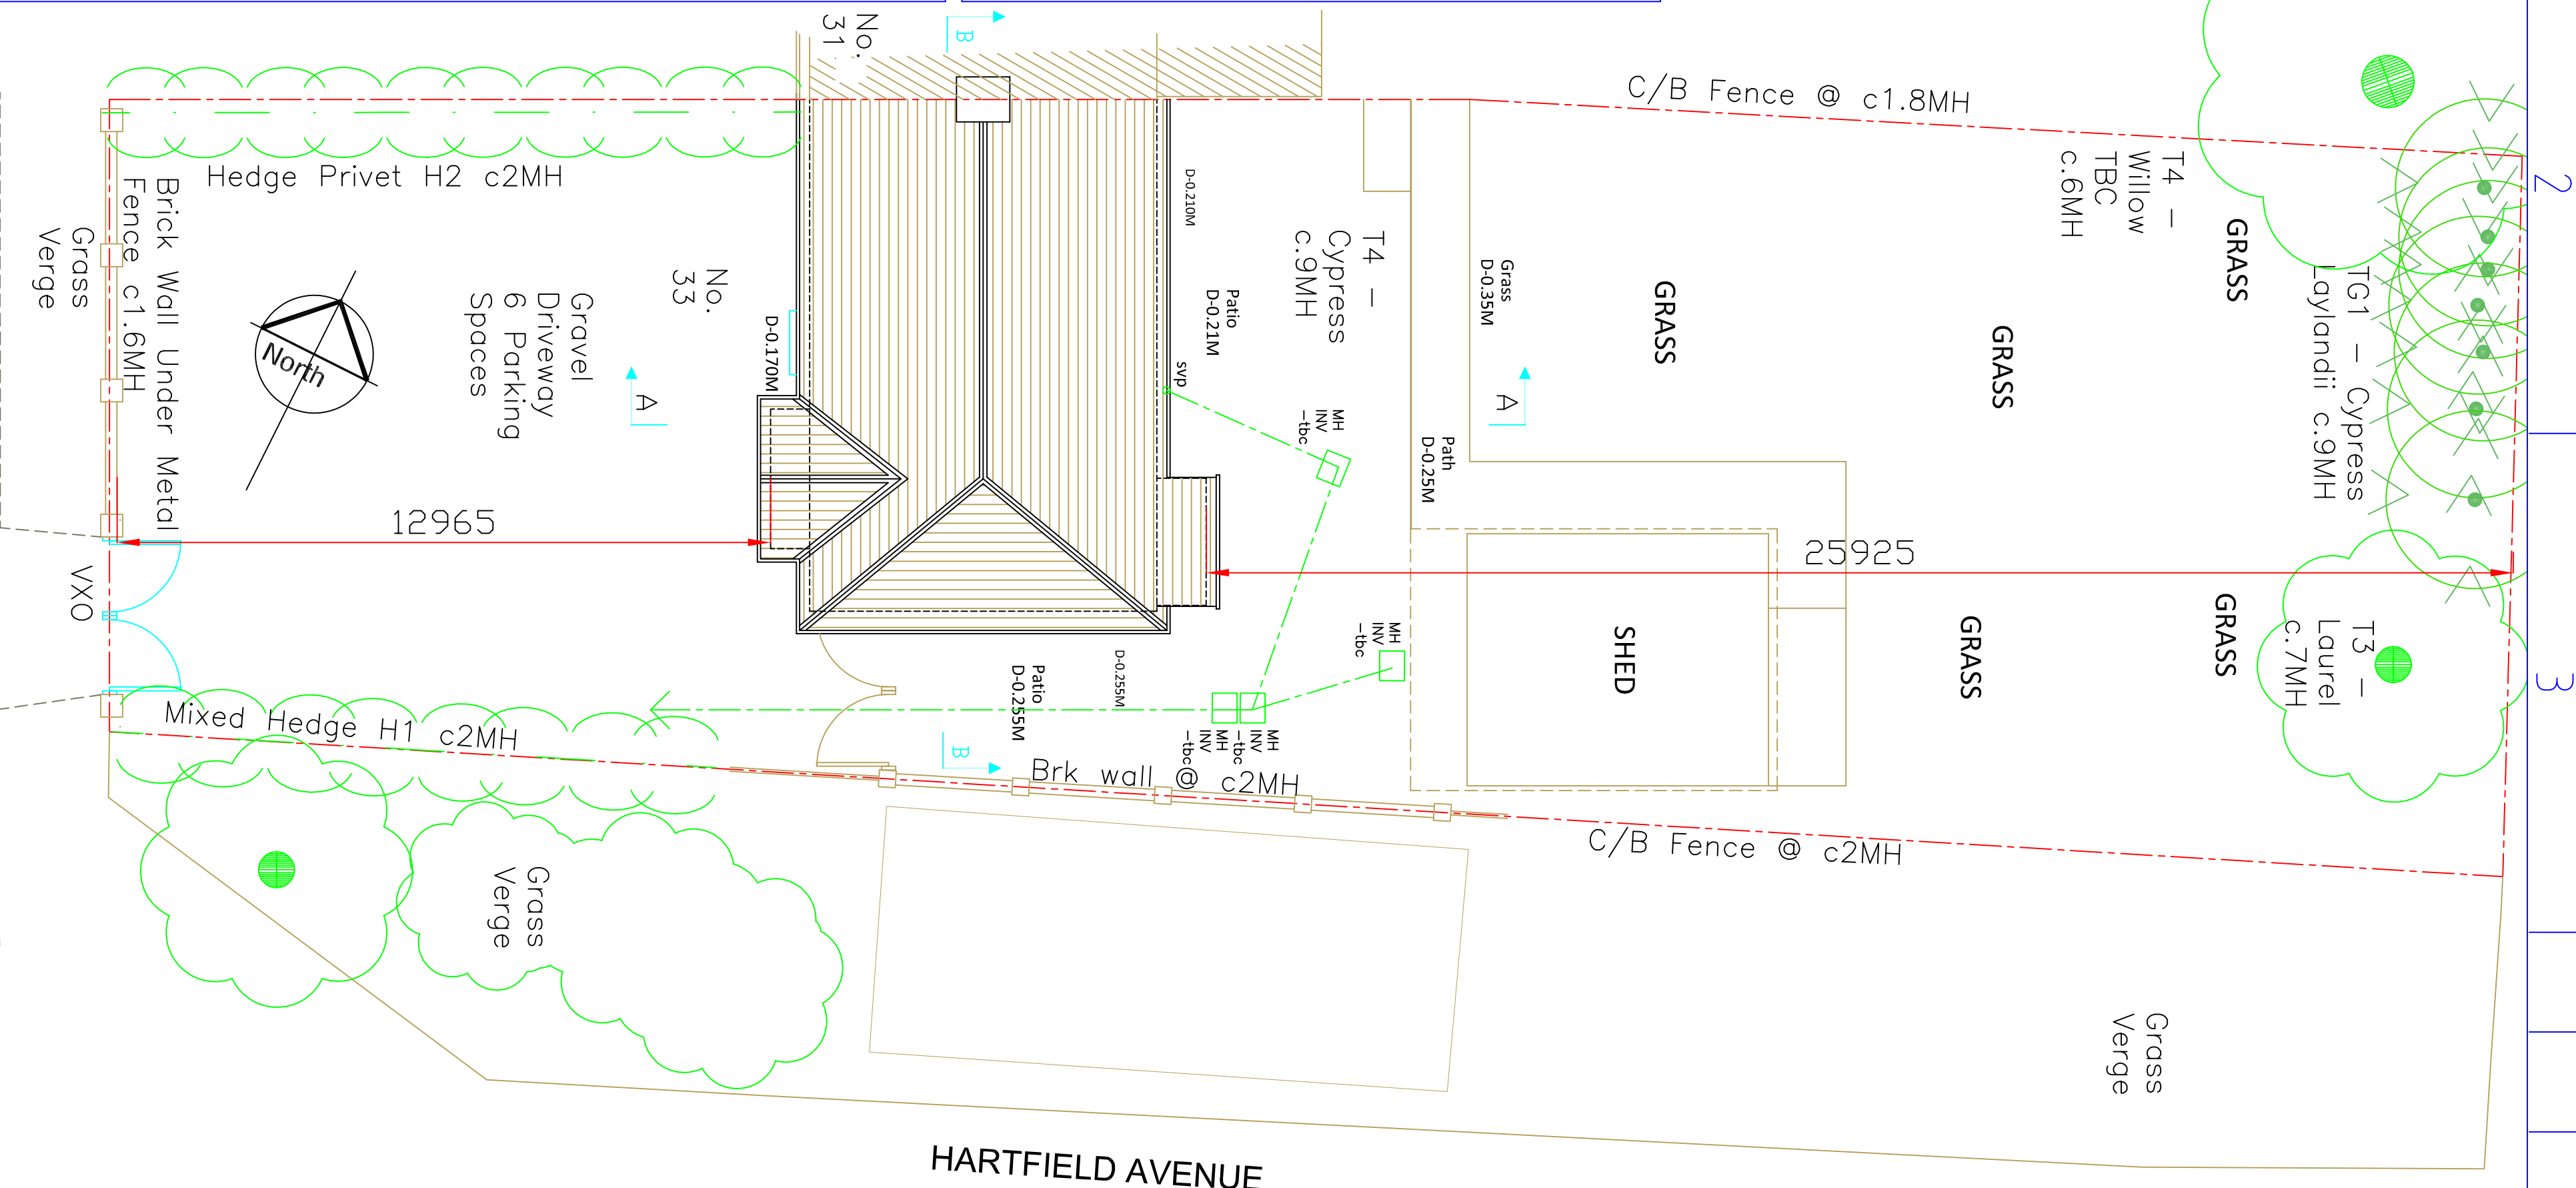 No.
31
B
C/B Fence @ c1.8MH
2
Hedge Privet H2 c2MH
Brick Wall Under Metal
Fence c1.6MH
Grass
Verge
North
Gravel
Driveway
6 Parking
Spaces
No.
33
D-0.170M
A
D-0.210M
Patio
D-0.21M
svp
T4 –
Cypress
c.9MH
MH
INV
-tbc
Grass
D-0.35M
A
Path
D-0.25M
GRASS
GRASS
T4 –
Willow
TBC
c.6MH
GRASS
TG1 – Cypress
Laylandii c.9MH
12965
25925
VXO
Mixed Hedge H1 c2MH
D-0.255M
Patio
D-0.255M
MH
INV
-tbc
MH
INV
-tbc
MH
INV
-tbc
SHED
GRASS
GRASS
T3 –
Laurel
c.7MH
3
B
Brk wall @ c2MH
C/B Fence @ c2MH
Grass
Verge
Grass
Verge
HARTFIELD AVENUE